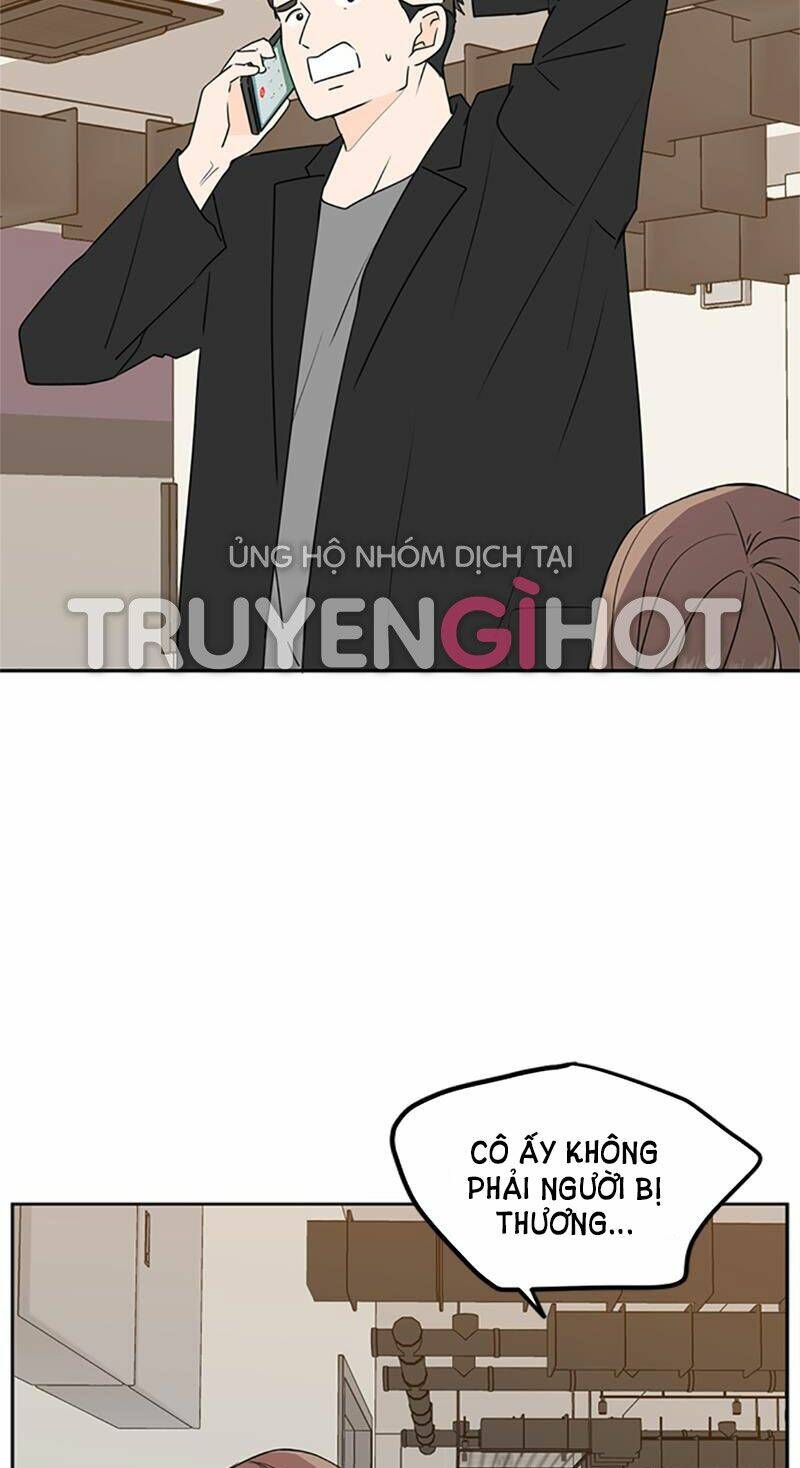 ỦNG HỘ NHÓM DỊCH TẠI
TRUYENGÌHOT
CÔ ẤY KHÔNG
PHẢI NGƯỜI BỊ
THƯƠNG...